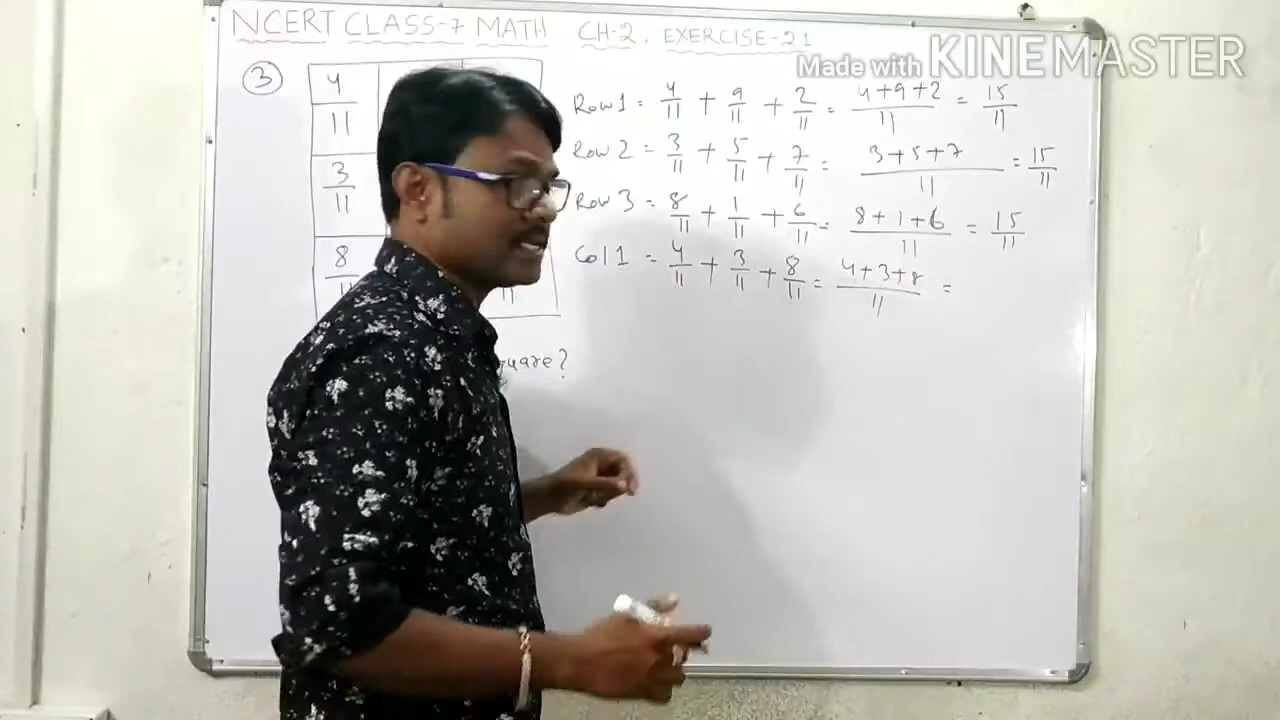 NCERT CLASS-7 MATH CH-2, EXERCISE-2.1
Made with KINEMASTER
3
4/11
3/11
8/11
Row 1 = 4/11 + 9/11 + 2/11 = 4+9+2/11 = 15/11
Row 2 = 3/11 + 5/11 + 7/11 = 3+5+7/11 = 15/11
Row 3 = 8/11 + 1/11 + 6/11 = 8+1+6/11 = 15/11
Col 1 = 4/11 + 3/11 + 8/11 = 4+3+8/11 =